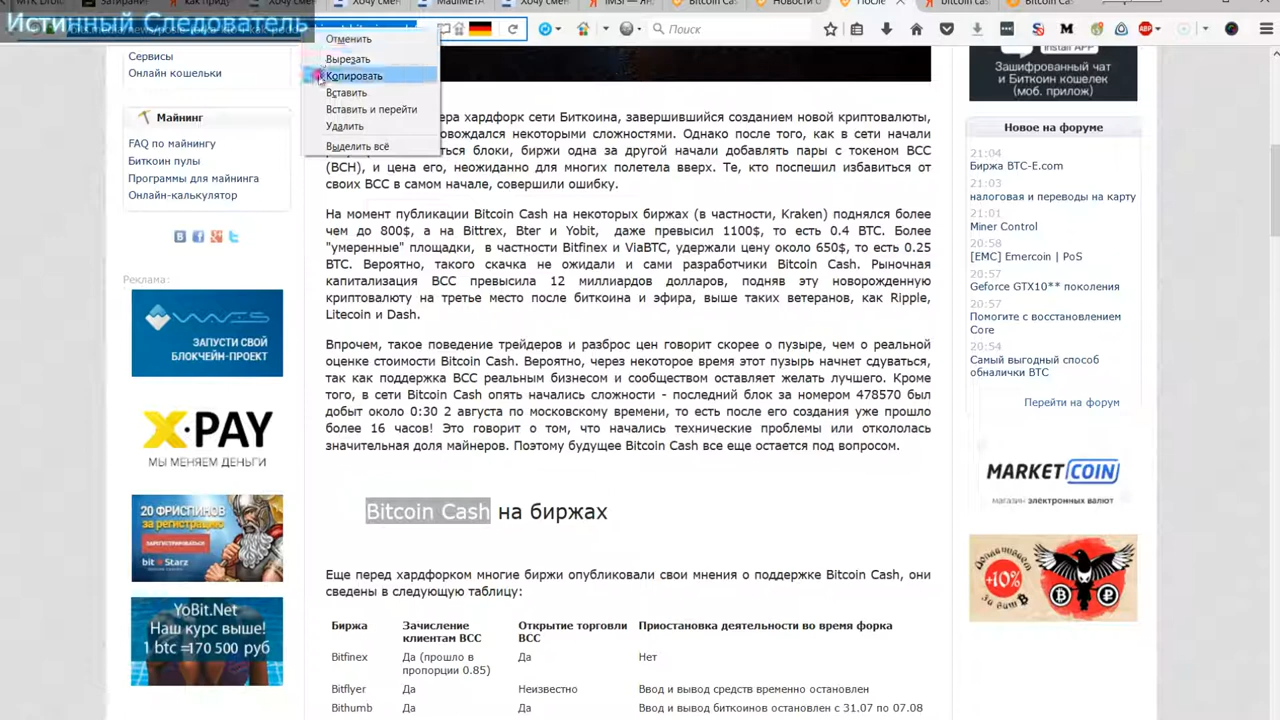 Истинный Следователь
Bitcoin Cas
Новости о
После
bitcoin cas
Bitcoin Cas
Поиск
ABP
Отменить
Вырезать
Копировать
Вставить
Вставить и перейти
Удалить
Выделить всё
Сервисы
Онлайн кошельки
Майнинг
FAQ по майнингу
Биткоин пулы
Программы для майнинга
Онлайн-калькулятор
Реклама:
WAVES
ЗАПУСТИ СВОЙ
БЛОКЧЕЙН-ПРОЕКТ
X-PAY
МЫ МЕНЯЕМ ДЕНЬГИ
20 ФРИСПИНОВ
за регистрацию
ЗАРЕГИСТРИРОВАТЬСЯ!
bitStarz
YoBit.Net
Наш курс выше!
1 btc =170 500 руб
хардфорк сети Биткоина, завершившийся созданием новой криптовалюты,
некоторыми сложностями. Однако после того, как в сети начали
блоки, биржи одна за другой начали добавлять пары с токеном BCC
(BCH), и цена его, неожиданно для многих полетела вверх. Те, кто поспешил избавиться от
своих BCC в самом начале, совершили ошибку.
На момент публикации Bitcoin Cash на некоторых биржах (в частности, Kraken) поднялся более
чем до 800$, а на Bittrex, Bter и Yobit, даже превысил 1100$, то есть 0.4 BTC. Более
"умеренные" площадки, в частности Bitfinex и ViaBTC, удержали цену около 650$, то есть 0.25
BTC. Вероятно, такого скачка не ожидали и сами разработчики Bitcoin Cash. Рыночная
капитализация BCC превысила 12 миллиардов долларов, подняв эту новорожденную
криптовалюту на третье место после биткоина и эфира, выше таких ветеранов, как Ripple,
Litecoin и Dash.
Впрочем, такое поведение трейдеров и разброс цен говорит скорее о пузыре, чем о реальной
оценке стоимости Bitcoin Cash. Вероятно, через некоторое время этот пузырь начнет сдуваться,
так как поддержка BCC реальным бизнесом и сообществом оставляет желать лучшего. Кроме
того, в сети Bitcoin Cash опять начались сложности - последний блок за номером 478570 был
добыт около 0:30 2 августа по московскому времени, то есть после его создания уже прошло
более 16 часов! Это говорит о том, что начались технические проблемы или откололась
значительная доля майнеров. Поэтому будущее Bitcoin Cash все еще остается под вопросом.
Bitcoin Cash на биржах
Еще перед хардфорком многие биржи опубликовали свои мнения о поддержке Bitcoin Cash, они
сведены в следующую таблицу:
Биржа Зачисление клиентам BCC Открытие торговли BCC Приостановка деятельности во время форка
Bitfinex Да (прошло в пропорции 0.85) Да Нет
Bitflyer Да Неизвестно Ввод и вывод средств временно остановлен
Bithumb Да Да Ввод и вывод биткоинов остановлен с 31.07 по 07.08
Install APP
Зашифрованный чат
и Биткоин кошелек
(моб. прилож)
Новое на форуме
21:04
Биржа BTC-E.com
21:03
налоговая и переводы на карту
21:01
Miner Control
20:58
[EMC] Emercoin | PoS
20:57
Geforce GTX10** поколения
20:57
Помогите с восстановлением
Core
20:54
Самый выгодный способ
обналички BTC
Перейти на форум
MARKETCOIN
магазин электронных валют
Доплачиваем
+10%
За ваш ₿